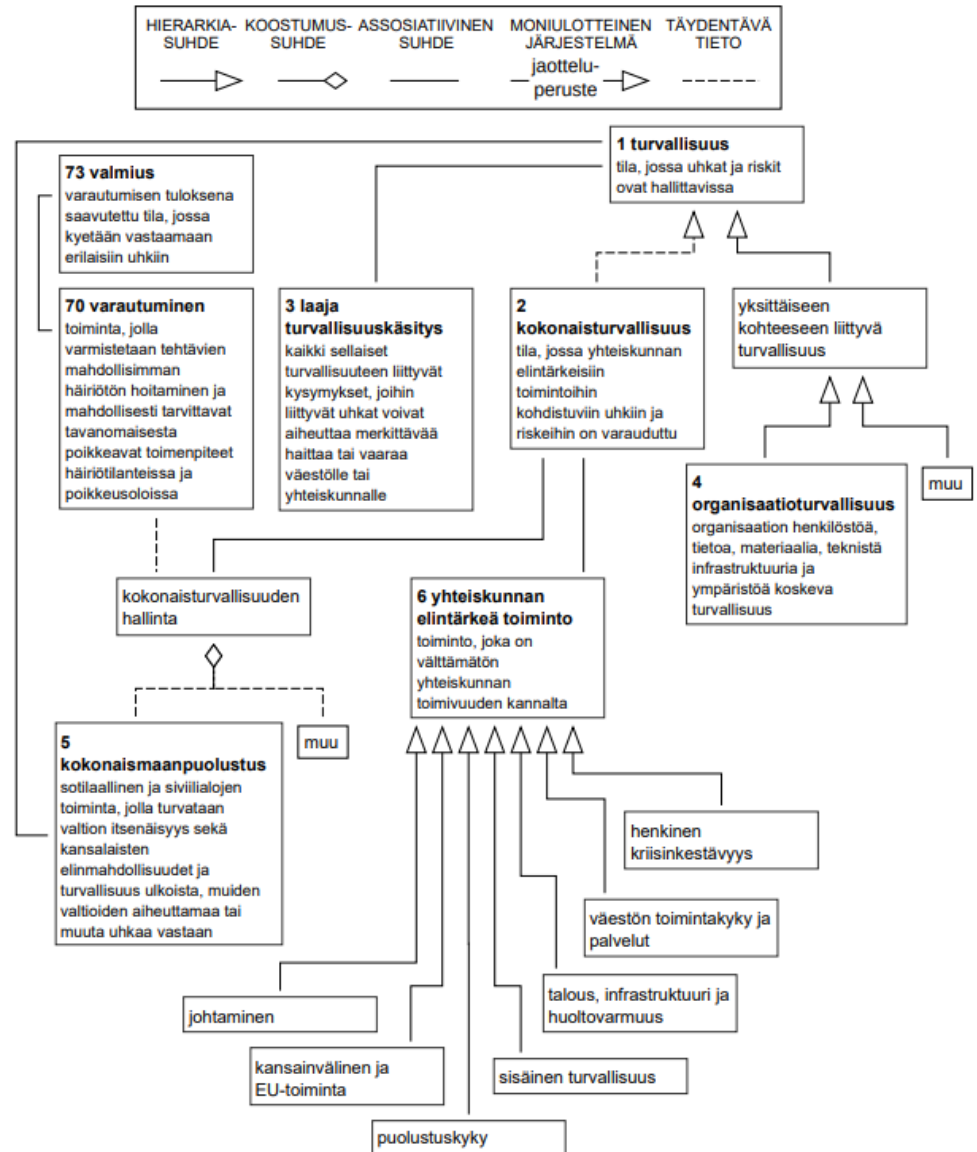 HIERARKIA-
SUHDE
KOOSTUMUS-
SUHDE
ASSOSIATIIVINEN
SUHDE
MONIULOTTEINEN
JÄRJESTELMÄ
jaottelu-
peruste
TÄYDENTÄVÄ
TIETO
1 turvallisuus
tila, jossa uhkat ja riskit
ovat hallittavissa
73 valmius
varautumisen tuloksena
saavutettu tila, jossa
kyetään vastaamaan
erilaisiin uhkiin
70 varautuminen
toiminta, jolla
varmistetaan tehtävien
mahdollisimman
häiriötön hoitaminen ja
mahdollisesti tarvittavat
tavanomaisesta
poikkeavat toimenpiteet
häiriötilanteissa ja
poikkeusoloissa
3 laaja
turvallisuuskäsitys
kaikki sellaiset
turvallisuuteen liittyvät
kysymykset, joihin
liittyvät uhkat voivat
aiheuttaa merkittävää
haittaa tai vaaraa
väestölle tai
yhteiskunnalle
2
kokonaisturvallisuus
tila, jossa yhteiskunnan
elintärkeisiin
toimintoihin
kohdistuviin uhkiin ja
riskeihin on varauduttu
yksittäiseen
kohteeseen liittyvä
turvallisuus
4
organisaatioturvallisuus
organisaation henkilöstöä,
tietoa, materiaalia, teknistä
infrastruktuuria ja
ympäristöä koskeva
turvallisuus
muu
kokonaisturvallisuuden
hallinta
6 yhteiskunnan
elintärkeä toiminto
toiminto, joka on
välttämätön
yhteiskunnan
toimivuuden kannalta
5
kokonaismaanpuolustus
sotilaallinen ja siviilialojen
toiminta, jolla turvataan
valtion itsenäisyys sekä
kansalaisten
elinmahdollisuudet ja
turvallisuus ulkoista, muiden
valtioiden aiheuttamaa tai
muuta uhkaa vastaan
muu
henkinen
kriisinkestävyys
väestön toimintakyky ja
palvelut
talous, infrastruktuuri ja
huoltovarmuus
johtaminen
kansainvälinen ja
EU-toiminta
sisäinen turvallisuus
puolustuskyky